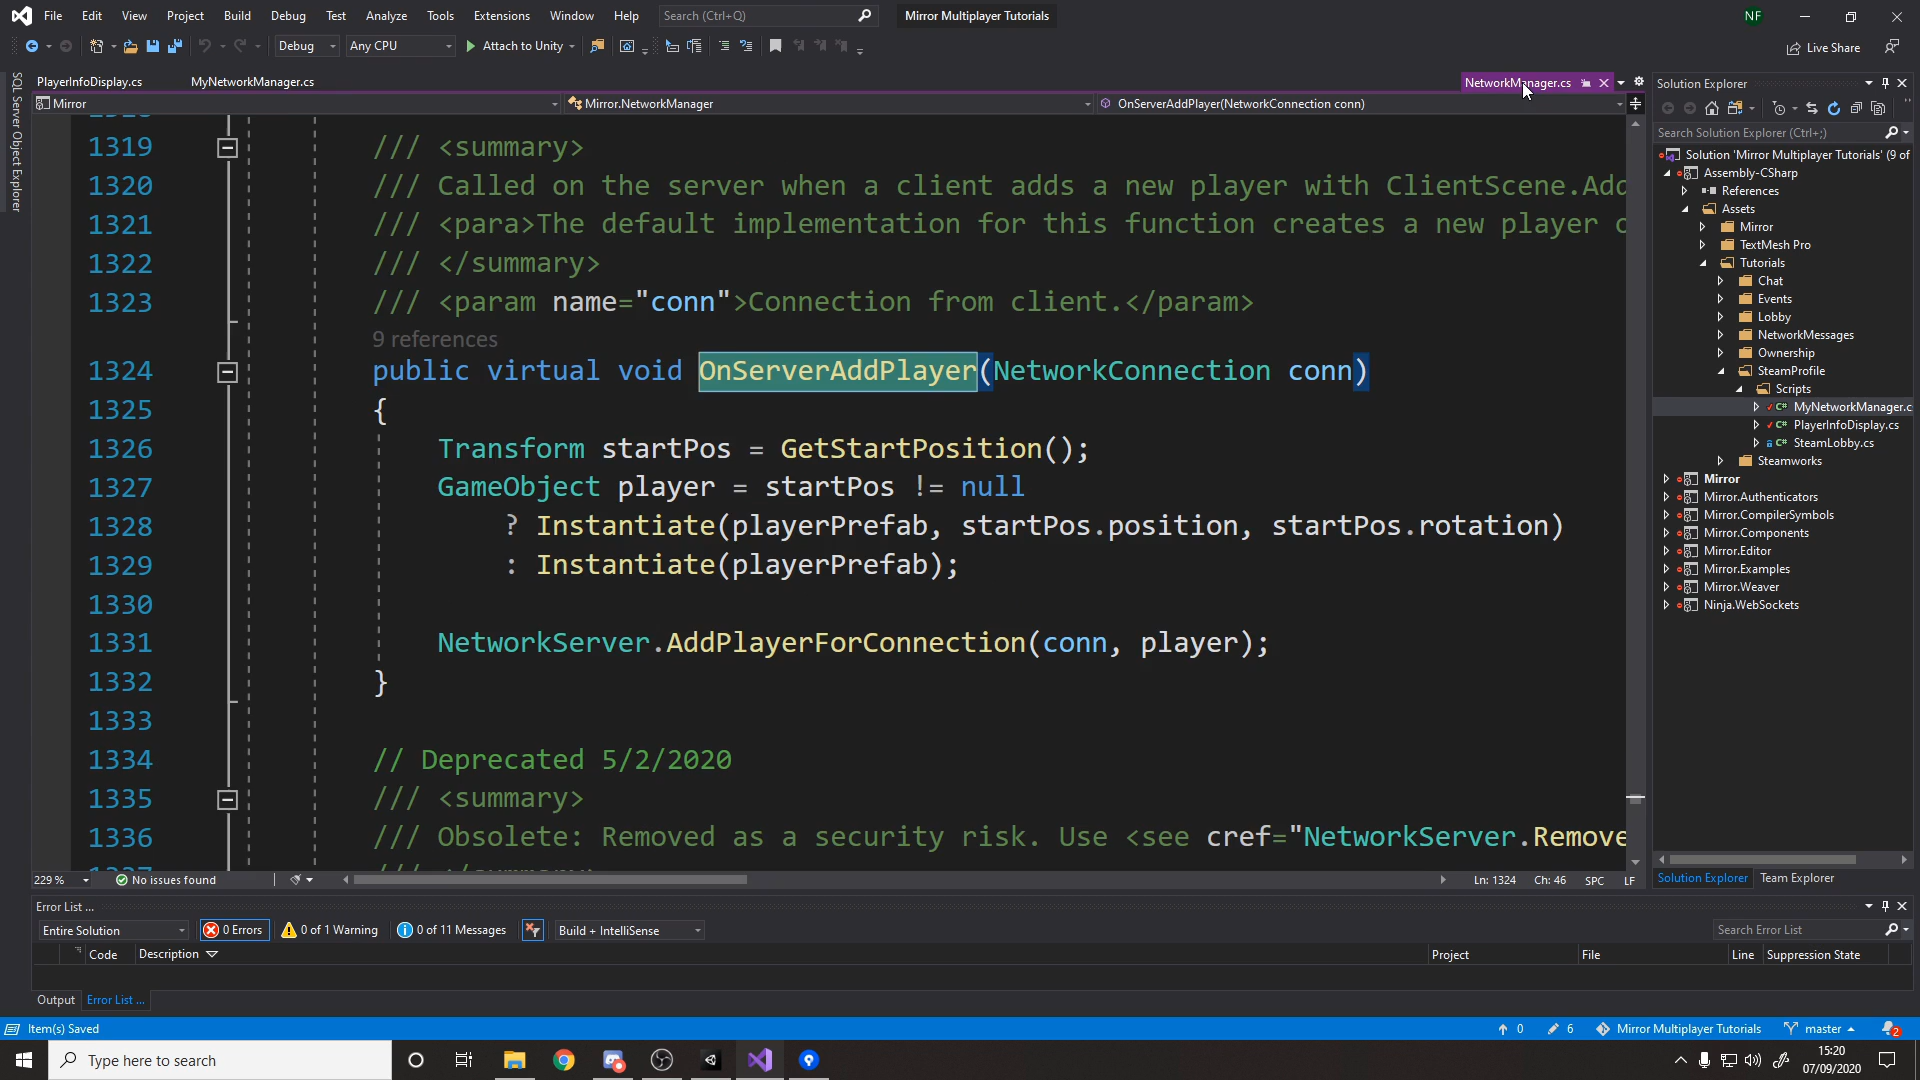 File Edit View Project Build Debug Test Analyze Tools Extensions Window Help Search (Ctrl+Q) Mirror Multiplayer Tutorials NF
Debug Any CPU Attach to Unity Live Share
SQL Server Object Explorer
PlayerInfoDisplay.cs MyNetworkManager.cs NetworkManager.cs
Mirror Mirror.NetworkManager OnServerAddPlayer(NetworkConnection conn)
1319 /// <summary>
1320 /// Called on the server when a client adds a new player with ClientScene.Add
1321 /// <para>The default implementation for this function creates a new player o
1322 /// </summary>
1323 /// <param name="conn">Connection from client.</param>
9 references
1324 public virtual void OnServerAddPlayer(NetworkConnection conn)
1325 {
1326 Transform startPos = GetStartPosition();
1327 GameObject player = startPos != null
1328 ? Instantiate(playerPrefab, startPos.position, startPos.rotation)
1329 : Instantiate(playerPrefab);
1330
1331 NetworkServer.AddPlayerForConnection(conn, player);
1332 }
1333
1334 // Deprecated 5/2/2020
1335 /// <summary>
1336 /// Obsolete: Removed as a security risk. Use <see cref="NetworkServer.Remove
229 % No issues found Ln: 1324 Ch: 46 SPC LF
Solution Explorer
Search Solution Explorer (Ctrl+;)
Solution 'Mirror Multiplayer Tutorials' (9 of
Assembly-CSharp
References
Assets
Mirror
TextMesh Pro
Tutorials
Chat
Events
Lobby
NetworkMessages
Ownership
SteamProfile
Scripts
C# MyNetworkManager.c
C# PlayerInfoDisplay.cs
C# SteamLobby.cs
Steamworks
Mirror
Mirror.Authenticators
Mirror.CompilerSymbols
Mirror.Components
Mirror.Editor
Mirror.Examples
Mirror.Weaver
Ninja.WebSockets
Solution Explorer Team Explorer
Error List ...
Entire Solution 0 Errors 0 of 1 Warning 0 of 11 Messages Build + IntelliSense Search Error List
Code Description Project File Line Suppression State
Output Error List ...
Item(s) Saved 0 6 Mirror Multiplayer Tutorials master 2
Type here to search
15:20
07/09/2020